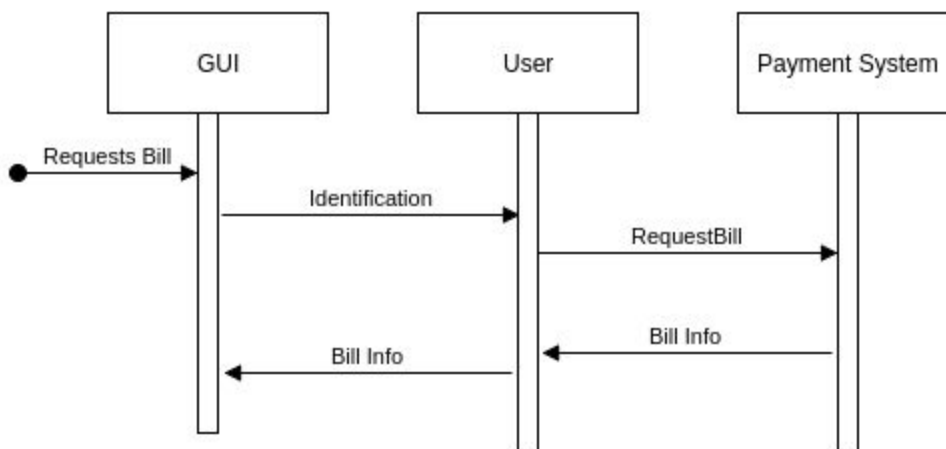 GUI
User
Payment System
Requests Bill
Identification
RequestBill
Bill Info
Bill Info